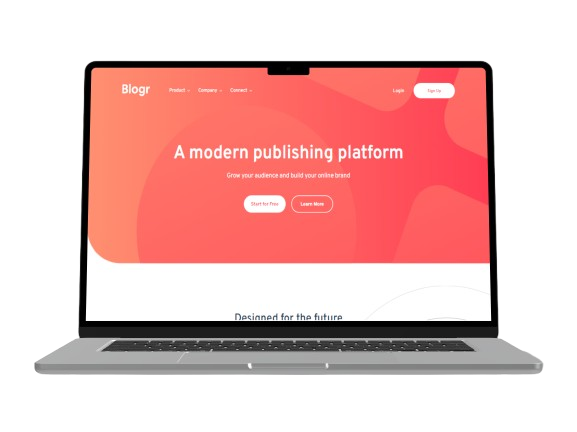 Blogr Product Company Connect Login Sign Up
A modern publishing platform
Grow your audience and build your online brand
Start for Free Learn More
Designed for the future